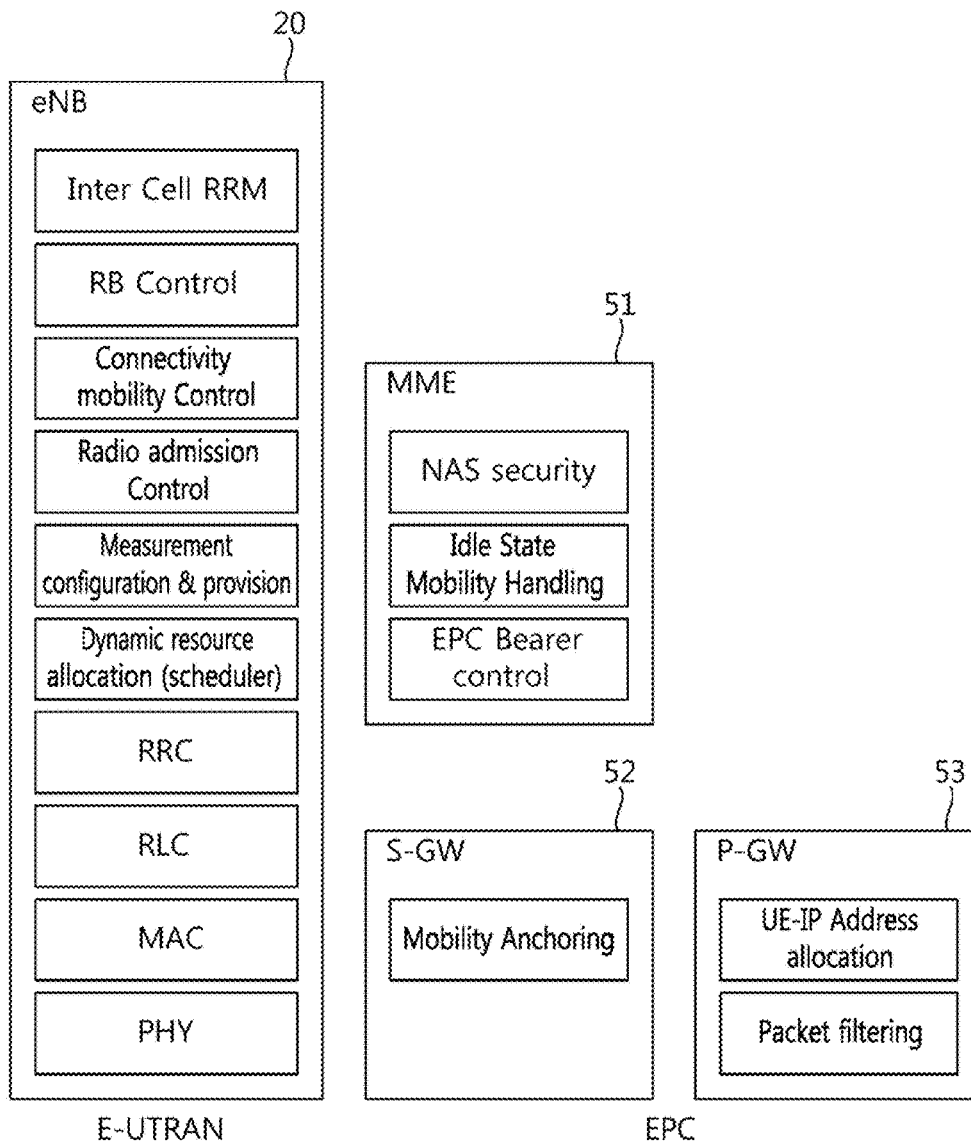 20
eNB
Inter Cell RRM
RB Control
Connectivity
mobility Control
Radio admission
Control
Measurement
configuration & provision
Dynamic resource
allocation (scheduler)
RRC
RLC
MAC
PHY
E-UTRAN
51
MME
NAS security
Idle State
Mobility Handling
EPC Bearer
control
52
S-GW
Mobility Anchoring
53
P-GW
UE-IP Address
allocation
Packet filtering
EPC